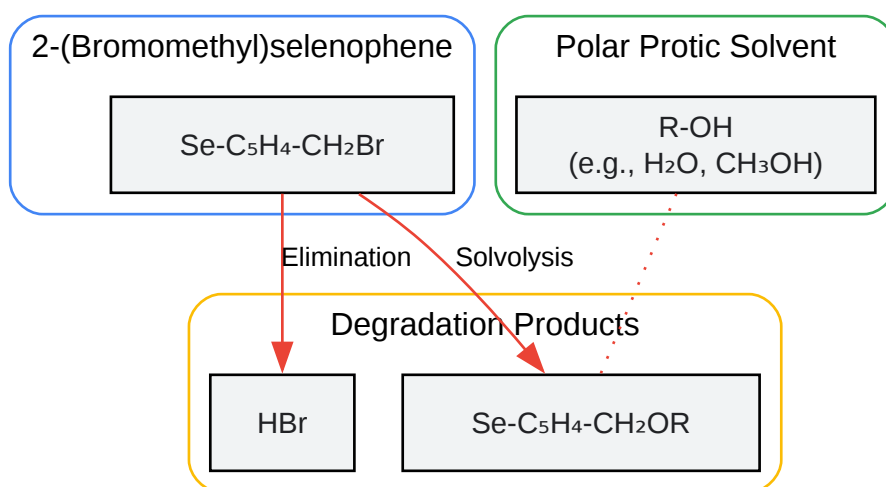 2-(Bromomethyl)selenophene
Se-C₅H₄-CH₂Br
Polar Protic Solvent
R-OH
(e.g., H₂O, CH₃OH)
Elimination
Solvolysis
Degradation Products
HBr
Se-C₅H₄-CH₂OR